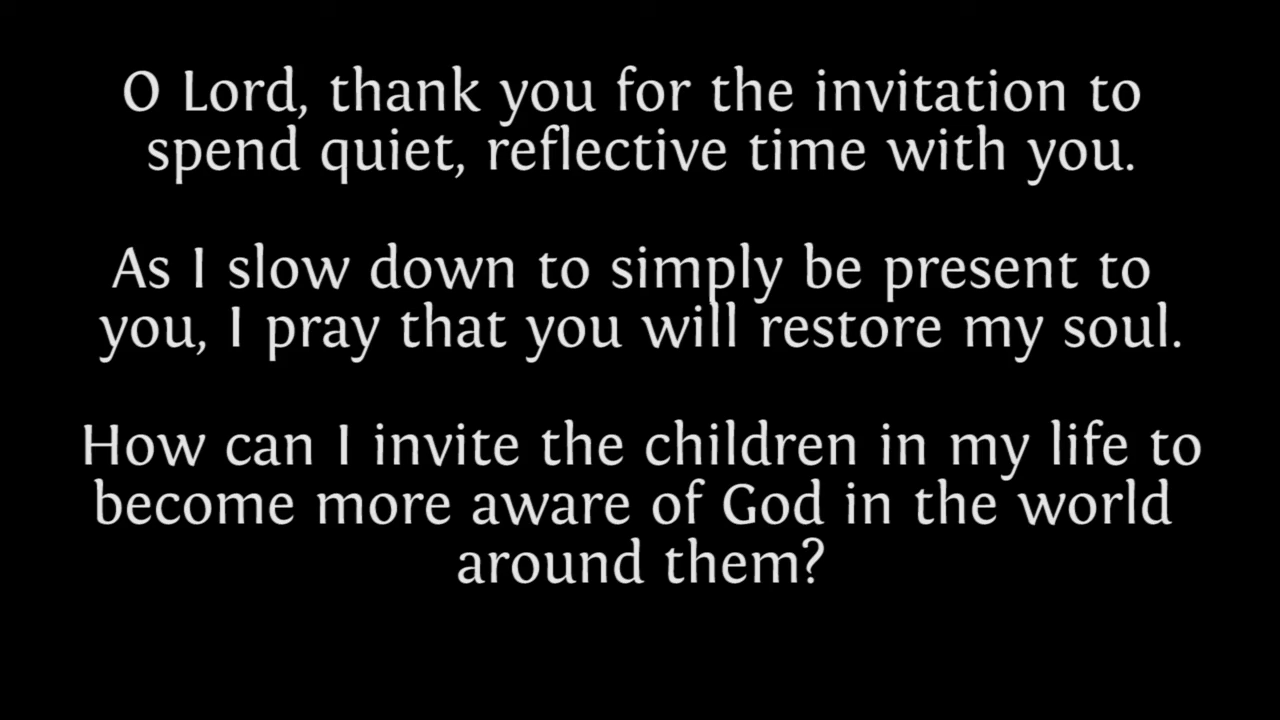 O Lord, thank you for the invitation to
spend quiet, reflective time with you.
As I slow down to simply be present to
you, I pray that you will restore my soul.
How can I invite the children in my life to
become more aware of God in the world
around them?